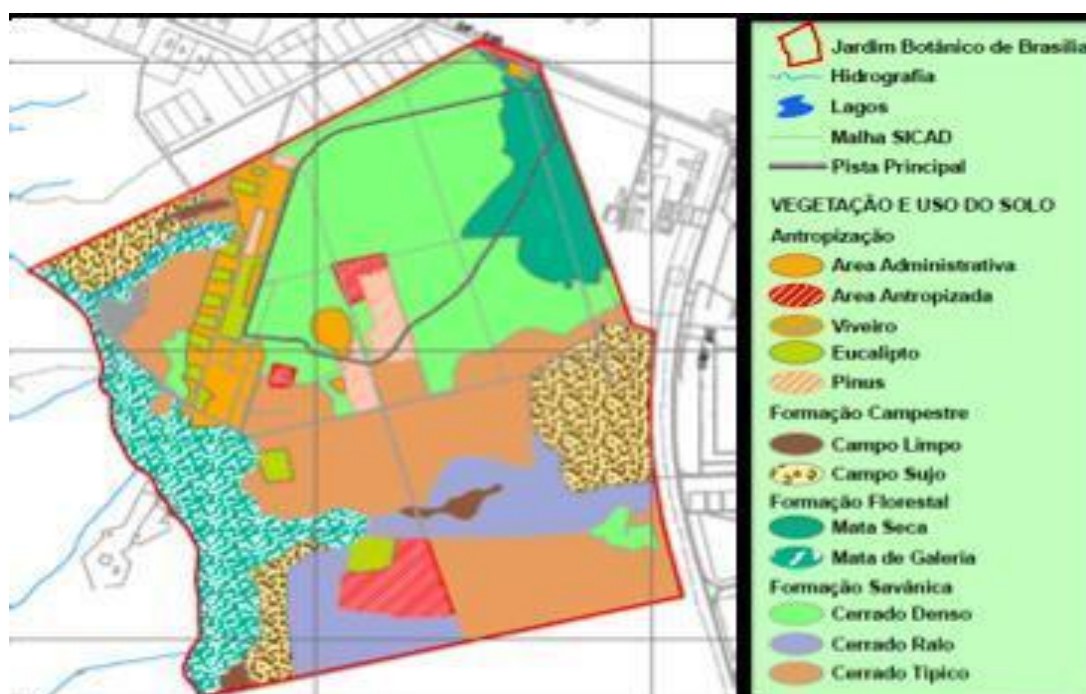 Jardim Botânico de Brasília
Hidrografia
Lagos
Malha SICAD
Pista Principal
VEGETAÇÃO E USO DO SOLO
Antropização
Area Administrativa
Area Antropizada
Viveiro
Eucalipto
Pinus
Formação Campestre
Campo Limpo
Campo Sujo
Formação Florestal
Mata Seca
Mata de Galeria
Formação Savânica
Cerrado Denso
Cerrado Ralo
Cerrado Típico